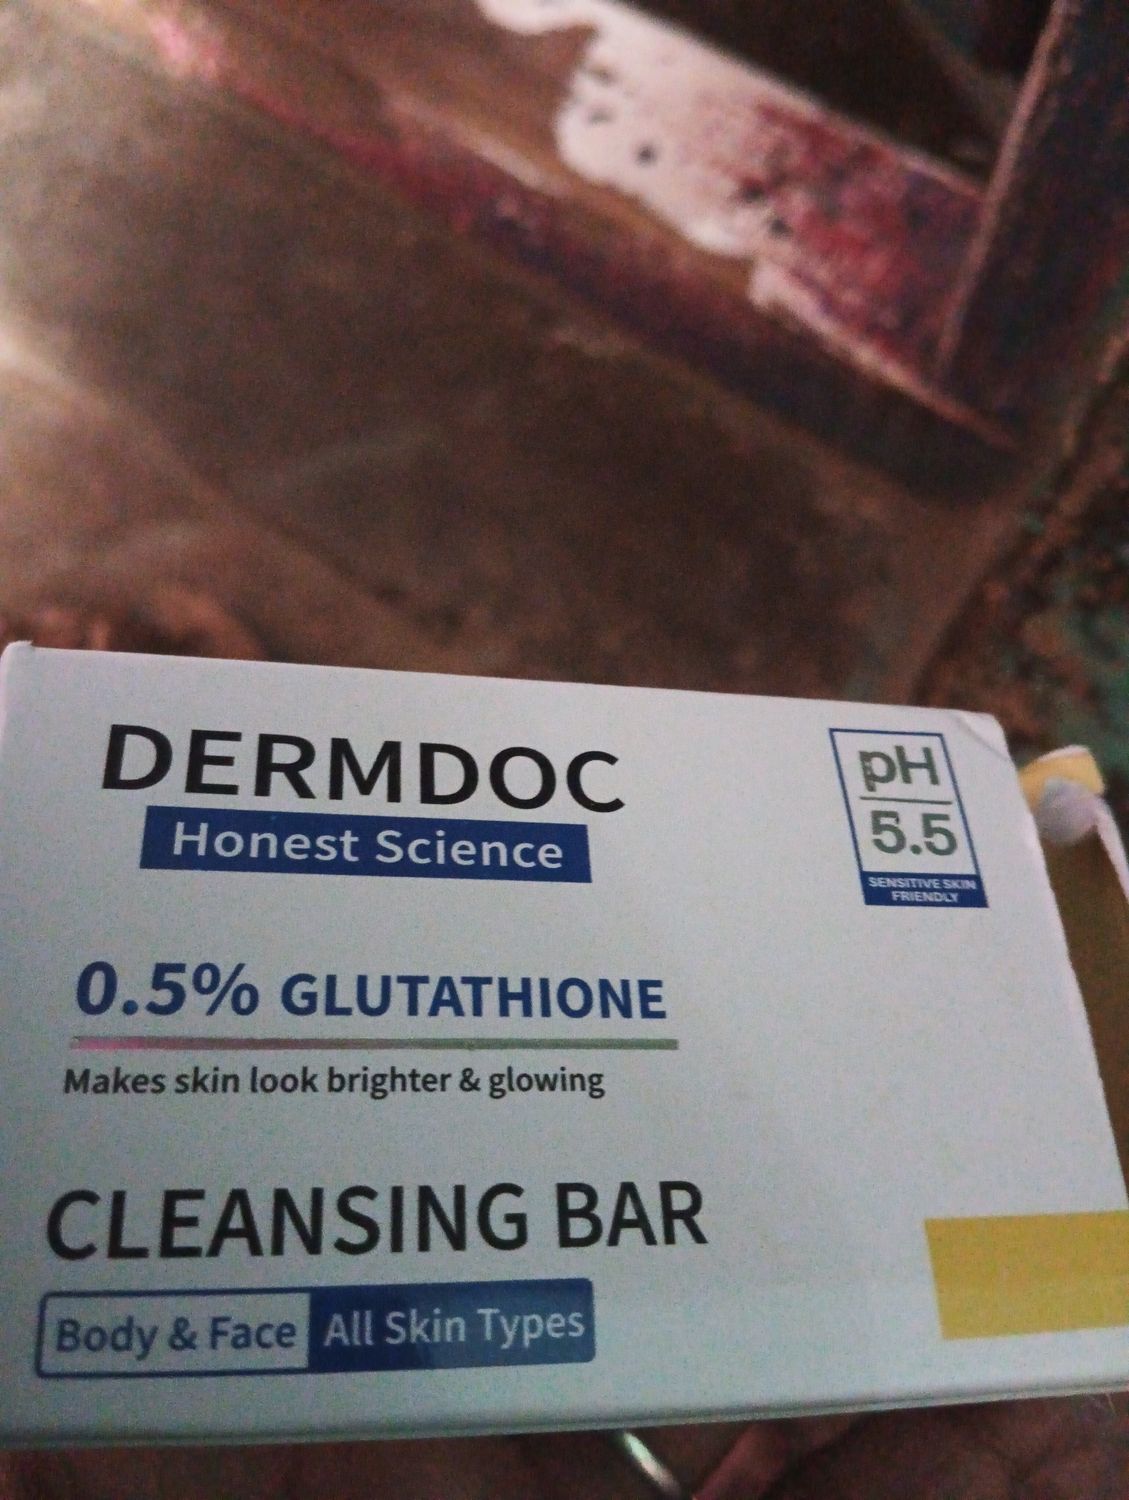 DERMDOC
Honest Science
pH
5.5
SENSITIVE SKIN
FRIENDLY
0.5% GLUTATHIONE
Makes skin look brighter & glowing
CLEANSING BAR
Body & Face All Skin Types